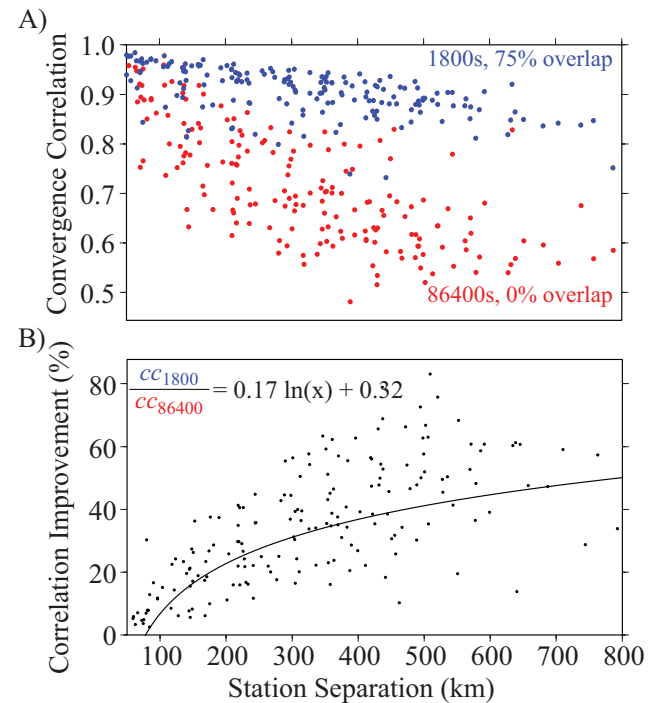 A)
Convergence Correlation
1.0
0.9
0.8
0.7
0.6
0.5
1800s, 75% overlap
86400s, 0% overlap
B)
Correlation Improvement (%)
80
60
40
20
0
cc1800
cc86400
= 0.17 ln(x) + 0.32
100 200 300 400 500 600 700 800
Station Separation (km)